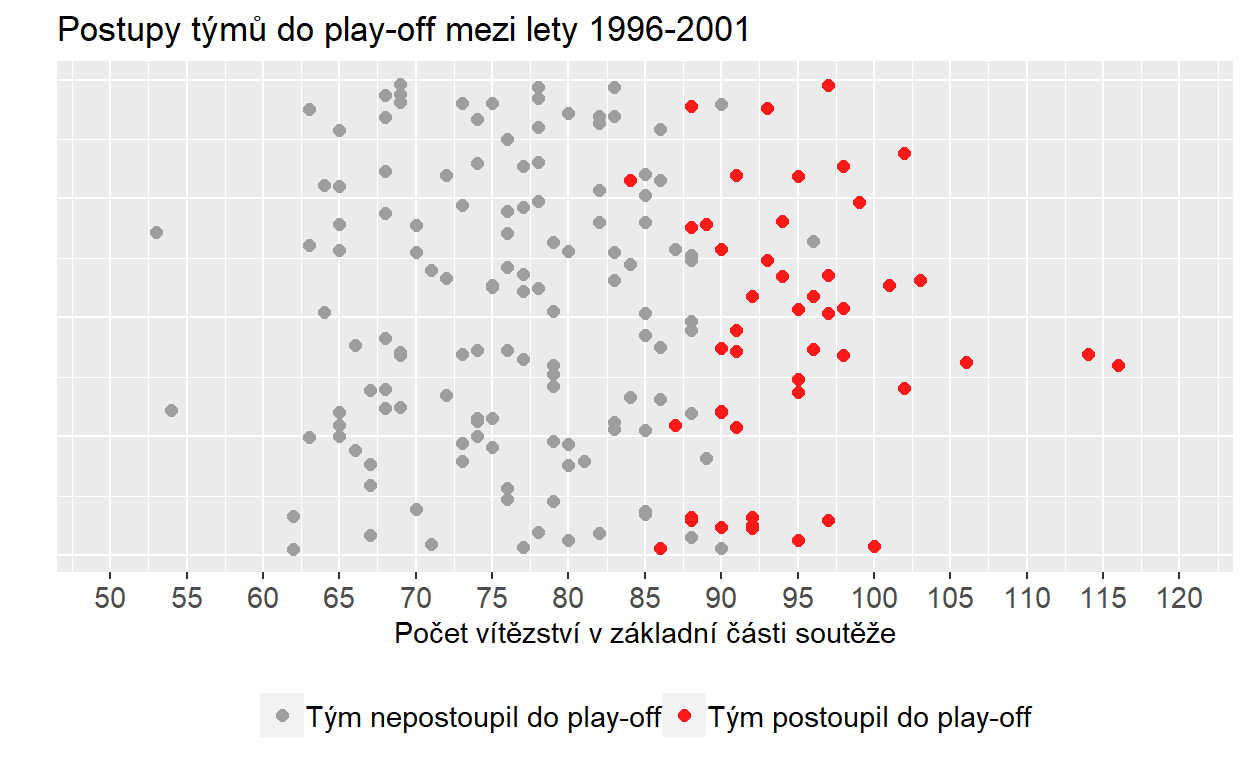 Postupy týmů do play-off mezi lety 1996-2001
50 55 60 65 70 75 80 85 90 95 100 105 110 115 120
Počet vítězství v základní části soutěže
Tým nepostoupil do play-off Tým postoupil do play-off